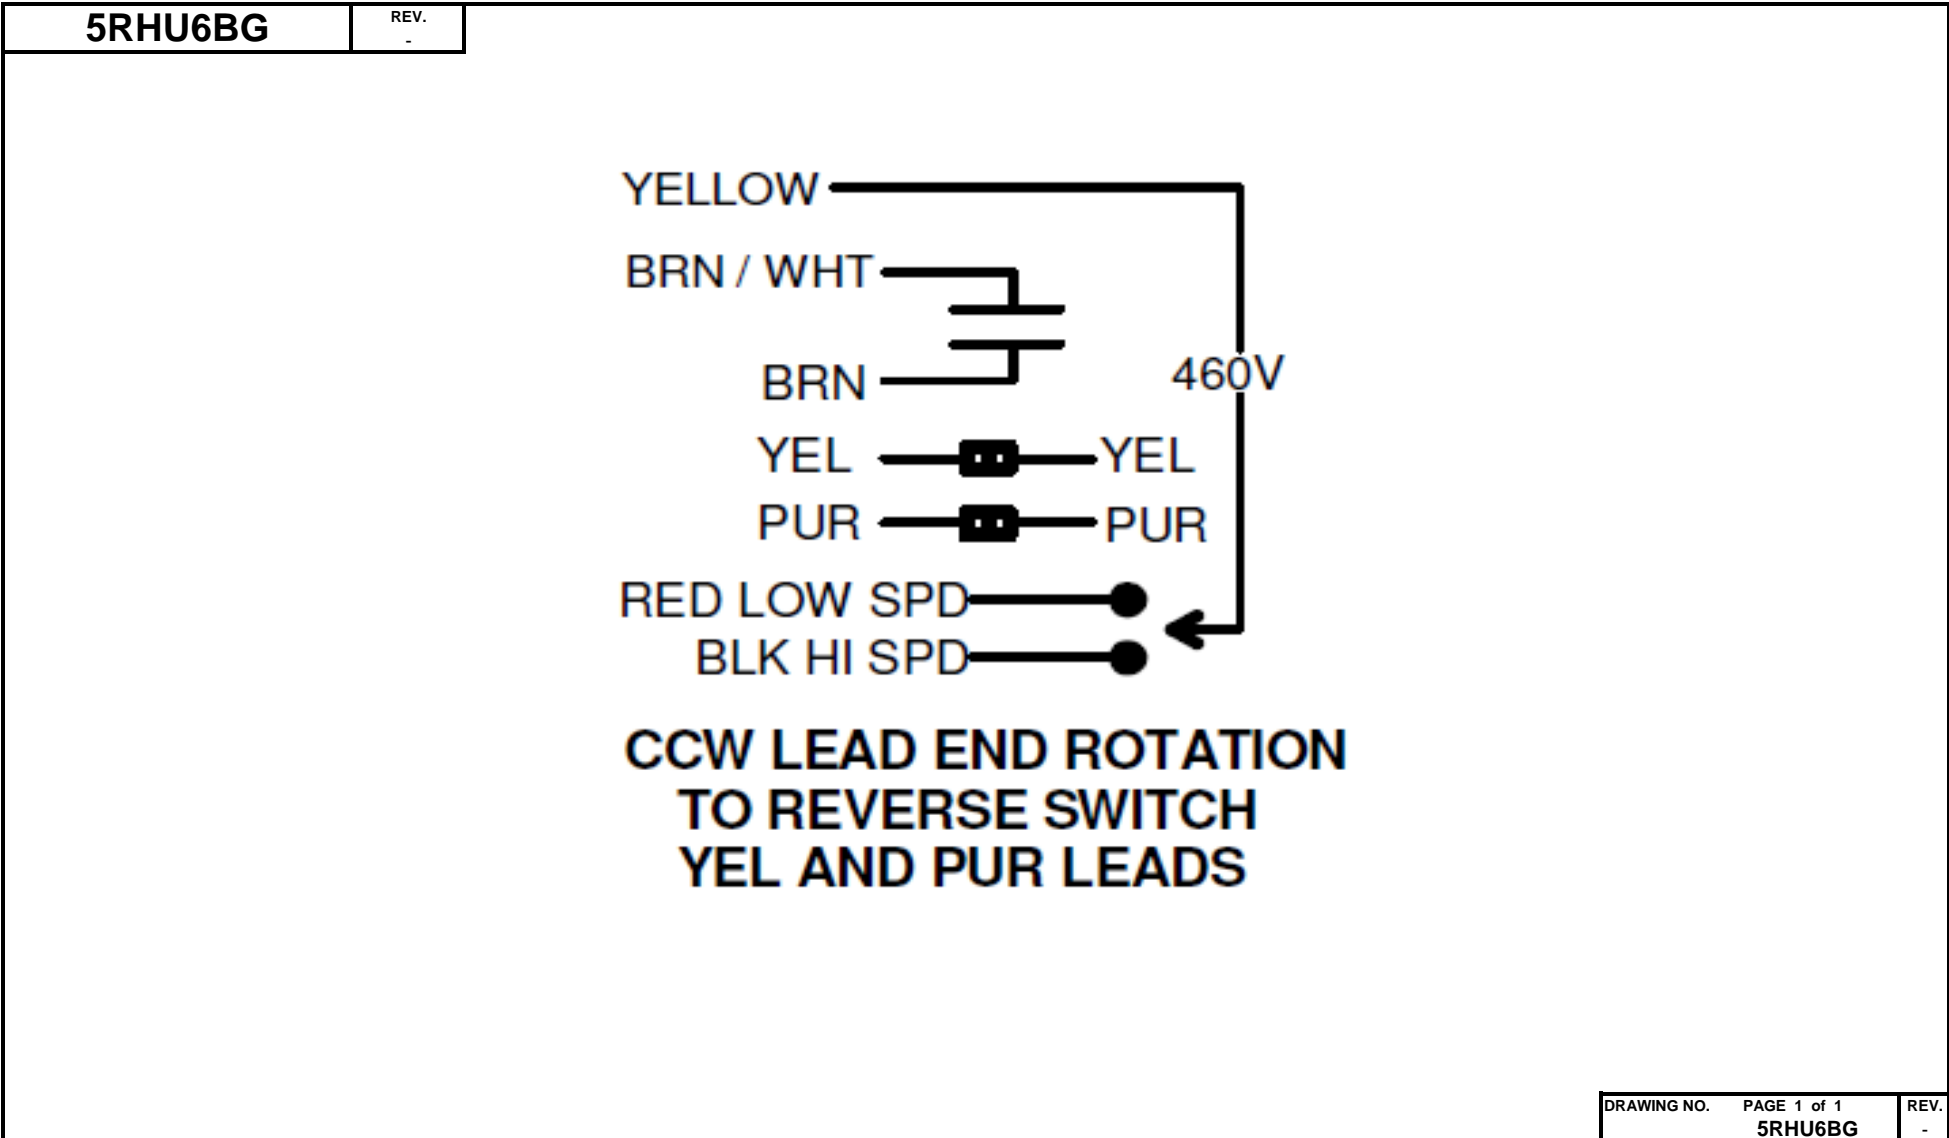 5RHU6BG
REV.
-
YELLOW
BRN / WHT
BRN
460V
YEL YEL
PUR PUR
RED LOW SPD
BLK HI SPD
CCW LEAD END ROTATION
TO REVERSE SWITCH
YEL AND PUR LEADS
DRAWING NO. PAGE 1 of 1 REV.
5RHU6BG -